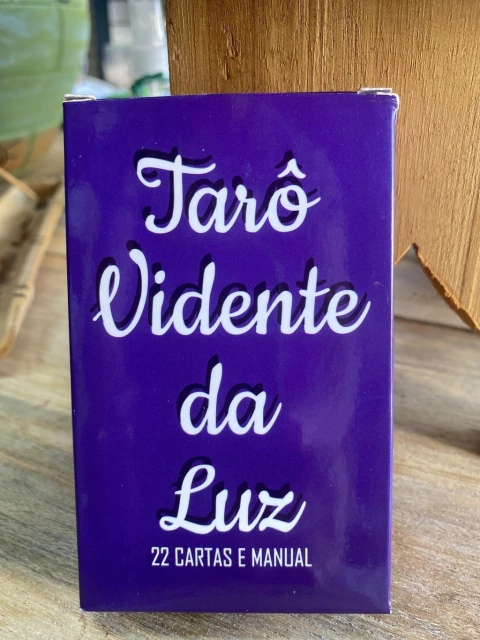 Tarô
Vidente
da
Luz
22 CARTAS E MANUAL